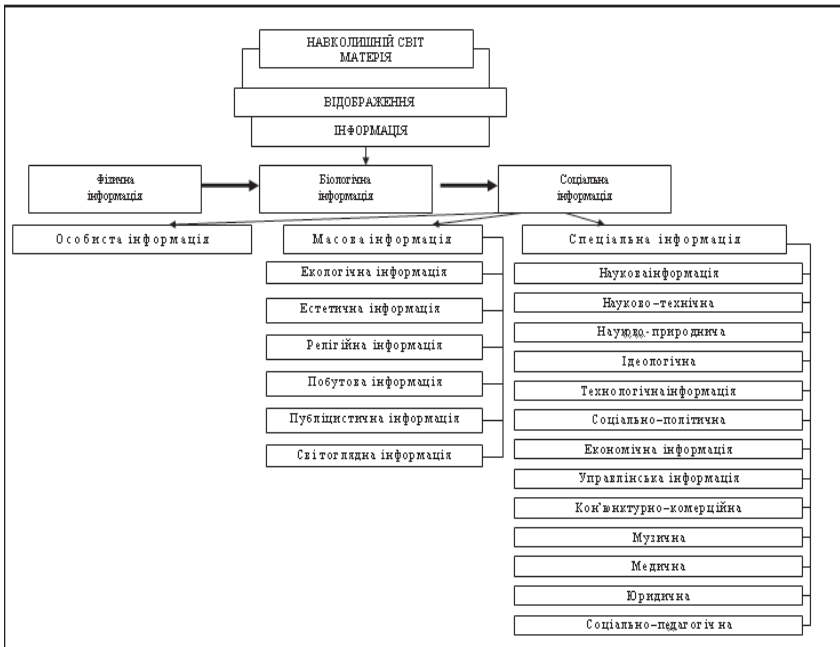 НАВКОЛИШНІЙ СВІТ
МАТЕРІЯ
ВІДОБРАЖЕННЯ
ІНФОРМАЦІЯ
Фізична
інформація
Біологічна
інформація
Соціальна
інформація
Особиста інформація
Масова інформація
Екологічна інформація
Естетична інформація
Релігійна інформація
Побутова інформація
Публіцистична інформація
Світоглядна інформація
Спеціальна інформація
Науковаінформація
Науково–технічна
Науково-природнича
Ідеологічна
Технологічнаінформація
Соціально–політична
Економічна інформація
Управлінська інформація
Кон'юнктурно–комерційна
Музична
Медична
Юридична
Соціально–педагогічна